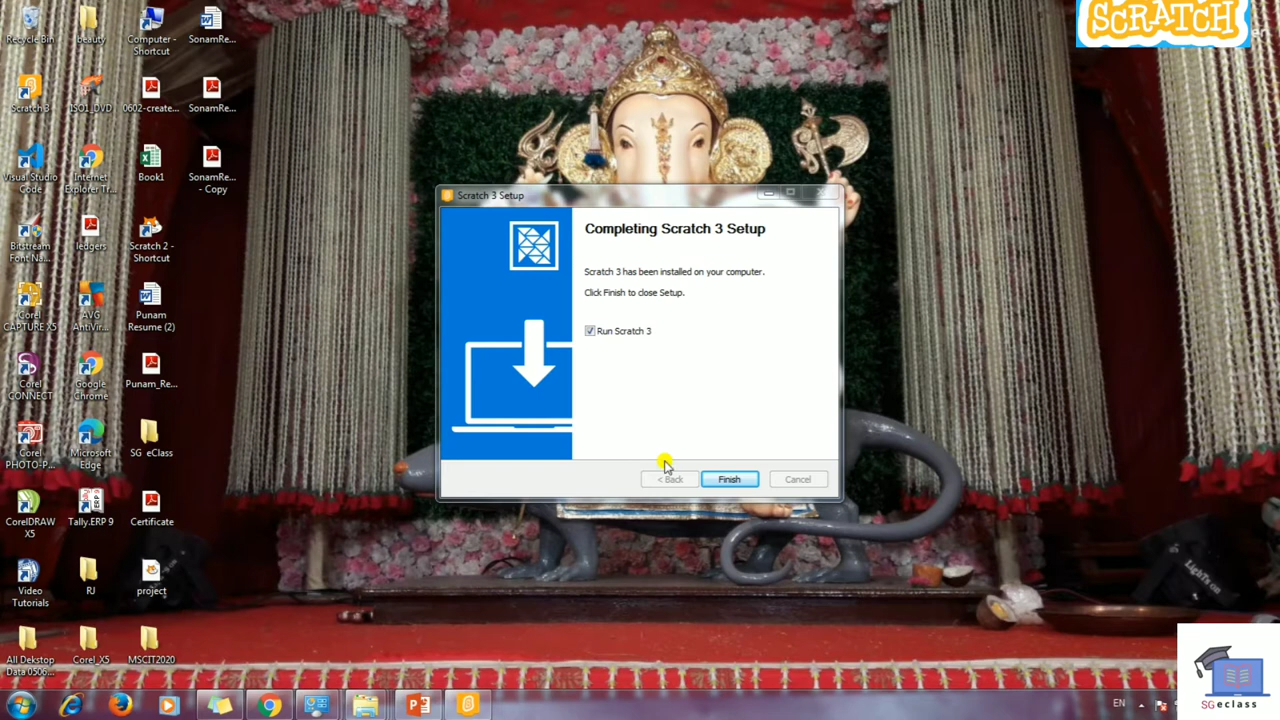 SCRATCH
Recycle Bin
beauty
Computer -
Shortcut
SonamRe...
Scratch 3
ISO1_DVD
0602-create...
SonamRe...
Visual Studio
Code
Internet
Explorer Tr...
Book1
SonamRe...
- Copy
Bitstream
Font Na...
ledgers
Scratch 2 -
Shortcut
Corel
CAPTURE X5
AVG
AntiVir...
Punam
Resume (2)
Corel
CONNECT
Google
Chrome
Punam_Re...
Corel
PHOTO-P...
Microsoft
Edge
SG eClass
CorelDRAW
X5
Tally.ERP 9
Certificate
Video
Tutorials
RJ
project
All Dekstop
Data 0506...
Corel_X5
MSCIT2020
Scratch 3 Setup
Completing Scratch 3 Setup
Scratch 3 has been installed on your computer.
Click Finish to close Setup.
Run Scratch 3
< Back
Finish
Cancel
EN
SGeclass